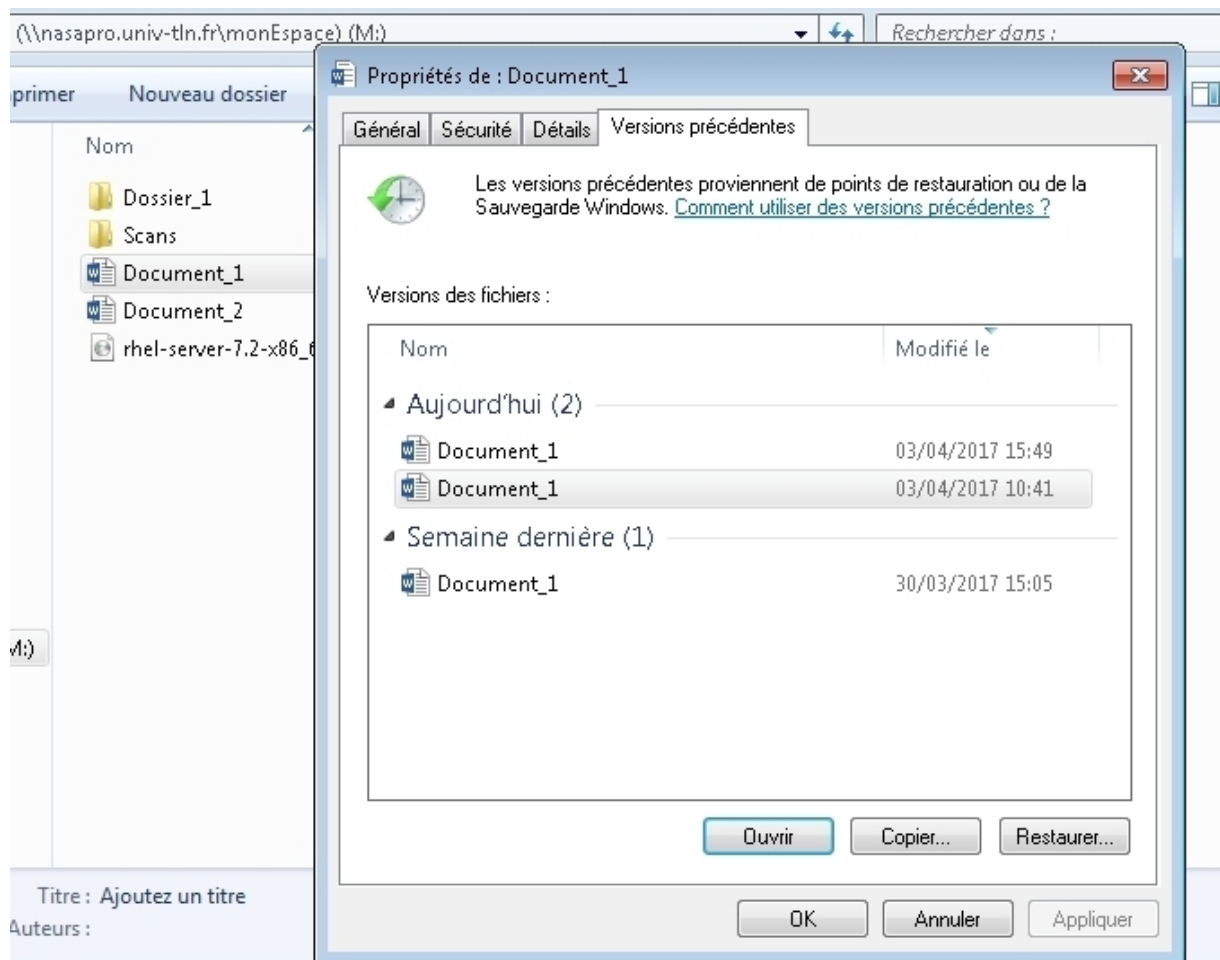 (\\nasapro.univ-tln.fr\monEspace) (M:)
Rechercher dans :
Propriétés de : Document_1
primer Nouveau dossier
Général Sécurité Détails Versions précédentes
Nom
Dossier_1
Scans
Document_1
Document_2
rhel-server-7.2-x86_6
Les versions précédentes proviennent de points de restauration ou de la
Sauvegarde Windows. Comment utiliser des versions précédentes ?
Versions des fichiers :
Nom Modifié le
Aujourd'hui (2)
Document_1 03/04/2017 15:49
Document_1 03/04/2017 10:41
Semaine dernière (1)
Document_1 30/03/2017 15:05
M:)
Ouvrir Copier... Restaurer...
Titre : Ajoutez un titre
Auteurs :
OK Annuler Appliquer